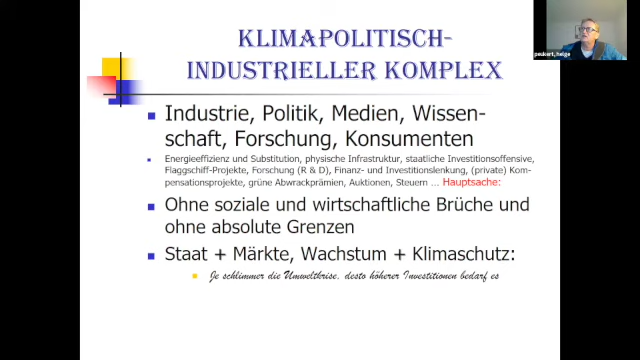 KLIMAPOLITISCH-
INDUSTRIELLER KOMPLEX
Industrie, Politik, Medien, Wissen-
schaft, Forschung, Konsumenten
Energieeffizienz und Substitution, physische Infrastruktur, staatliche Investitionsoffensive,
Flaggschiff-Projekte, Forschung (R & D), Finanz- und Investitionslenkung, (private) Kom-
pensationsprojekte, grüne Abwrackprämien, Auktionen, Steuern ... Hauptsache:
Ohne soziale und wirtschaftliche Brüche und
ohne absolute Grenzen
Staat + Märkte, Wachstum + Klimaschutz:
Je schlimmer die Umweltkrise, desto höherer Investitionen bedarf es
peukert, helge